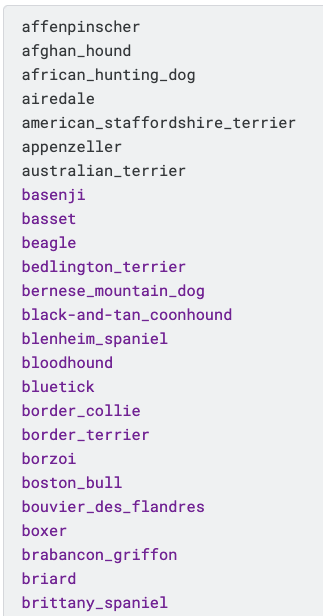 affenpinscher
afghan_hound
african_hunting_dog
airedale
american_staffordshire_terrier
appenzeller
australian_terrier
basenji
basset
beagle
bedlington_terrier
bernese_mountain_dog
black-and-tan_coonhound
blenheim_spaniel
bloodhound
bluetick
border_collie
border_terrier
borzoi
boston_bull
bouvier_des_flandres
boxer
brabancon_griffon
briard
brittany_spaniel